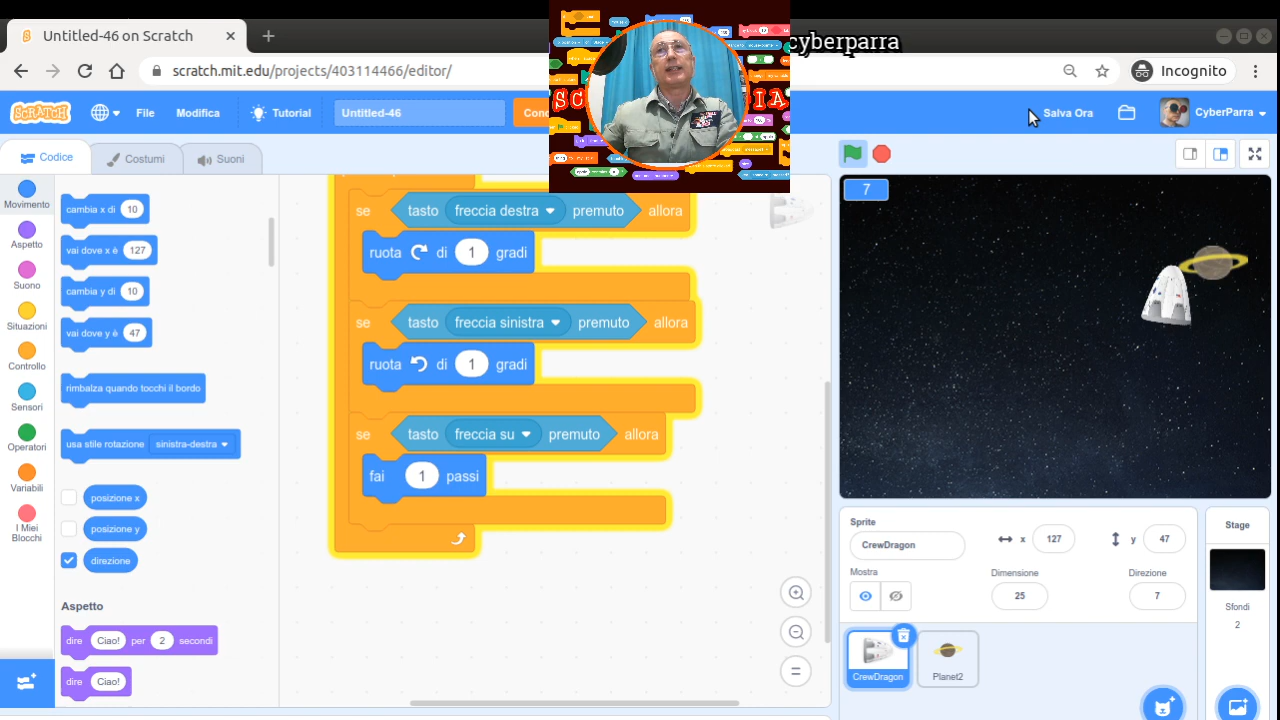 Untitled-46 on Scratch
cyberparra
scratch.mit.edu/projects/403114466/editor/
Incognito
SCRATCH
File
Modifica
Tutorial
Untitled-46
Salva Ora
CyberParra
Codice
Costumi
Suoni
Movimento
Aspetto
Suono
Situazioni
Controllo
Sensori
Operatori
Variabili
I Miei
Blocchi
cambia x di 10
vai dove x è 127
cambia y di 10
vai dove y è 47
rimbalza quando tocchi il bordo
usa stile rotazione sinistra-destra
posizione x
posizione y
direzione
Aspetto
dire Ciao! per 2 secondi
dire Ciao!
se tasto freccia destra premuto allora
ruota di 1 gradi
se tasto freccia sinistra premuto allora
ruota di 1 gradi
se tasto freccia su premuto allora
fai 1 passi
7
Sprite
CrewDragon
x 127
y 47
Mostra
Dimensione
25
Direzione
7
CrewDragon
Planet2
Stage
Sfondi
2